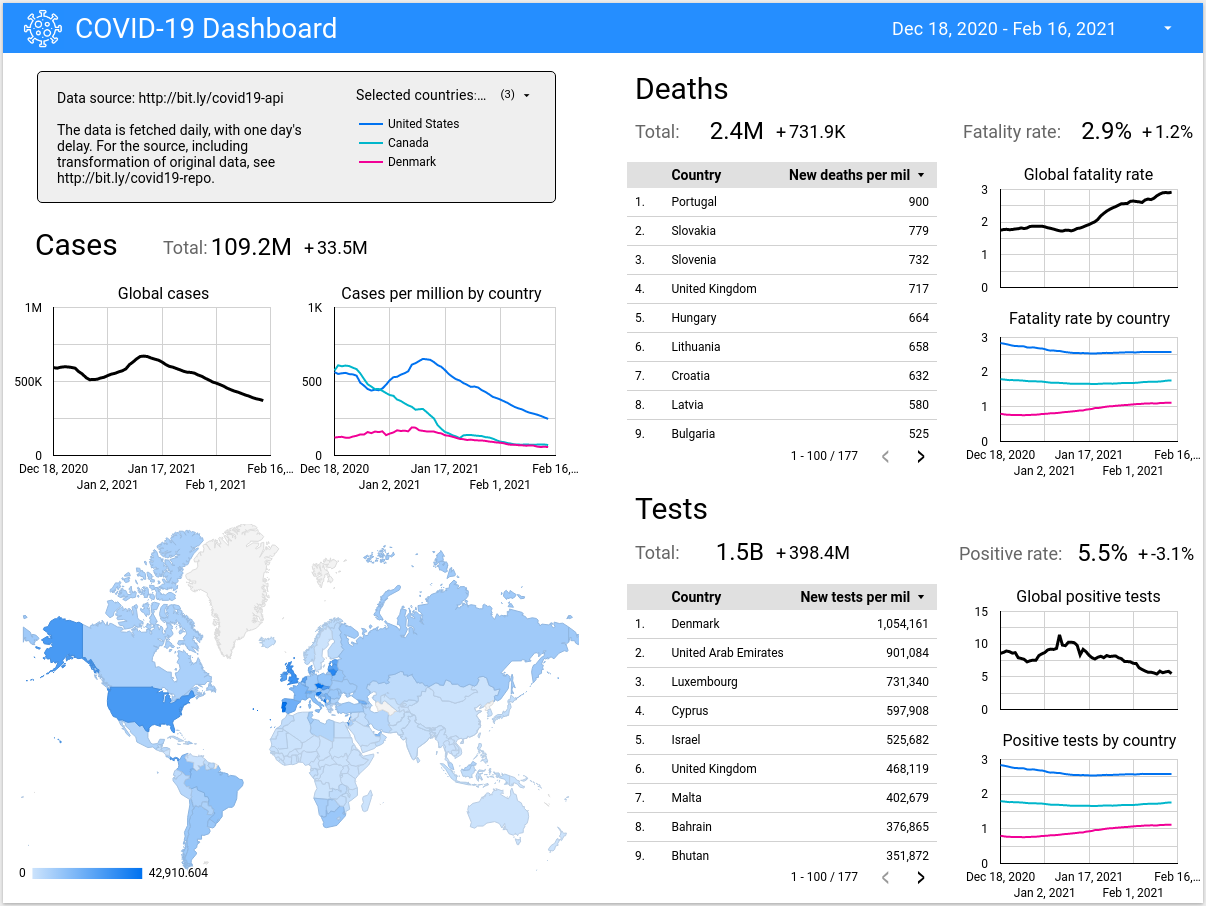 COVID-19 Dashboard
Dec 18, 2020 - Feb 16, 2021
Data source: http://bit.ly/covid19-api
The data is fetched daily, with one day's
delay. For the source, including
transformation of original data, see
http://bit.ly/covid19-repo.
Selected countries:... (3)
United States
Canada
Denmark
Cases Total: 109.2M +33.5M
Global cases
1M
500K
0
Dec 18, 2020 Jan 17, 2021 Feb 16,...
Jan 2, 2021 Feb 1, 2021
Cases per million by country
1K
500
0
Dec 18, 2020 Jan 17, 2021 Feb 16,...
Jan 2, 2021 Feb 1, 2021
0 42,910.604
Deaths
Total: 2.4M +731.9K
Fatality rate: 2.9% +1.2%
Country New deaths per mil
1. Portugal 900
2. Slovakia 779
3. Slovenia 732
4. United Kingdom 717
5. Hungary 664
6. Lithuania 658
7. Croatia 632
8. Latvia 580
9. Bulgaria 525
1 - 100 / 177
Global fatality rate
3
2
1
0
Fatality rate by country
3
2
1
0
Dec 18, 2020 Jan 17, 2021 Feb 16,...
Jan 2, 2021 Feb 1, 2021
Tests
Total: 1.5B +398.4M
Positive rate: 5.5% +-3.1%
Country New tests per mil
1. Denmark 1,054,161
2. United Arab Emirates 901,084
3. Luxembourg 731,340
4. Cyprus 597,908
5. Israel 525,682
6. United Kingdom 468,119
7. Malta 402,679
8. Bahrain 376,865
9. Bhutan 351,872
1 - 100 / 177
Global positive tests
15
10
5
0
Positive tests by country
3
2
1
0
Dec 18, 2020 Jan 17, 2021 Feb 16,...
Jan 2, 2021 Feb 1, 2021